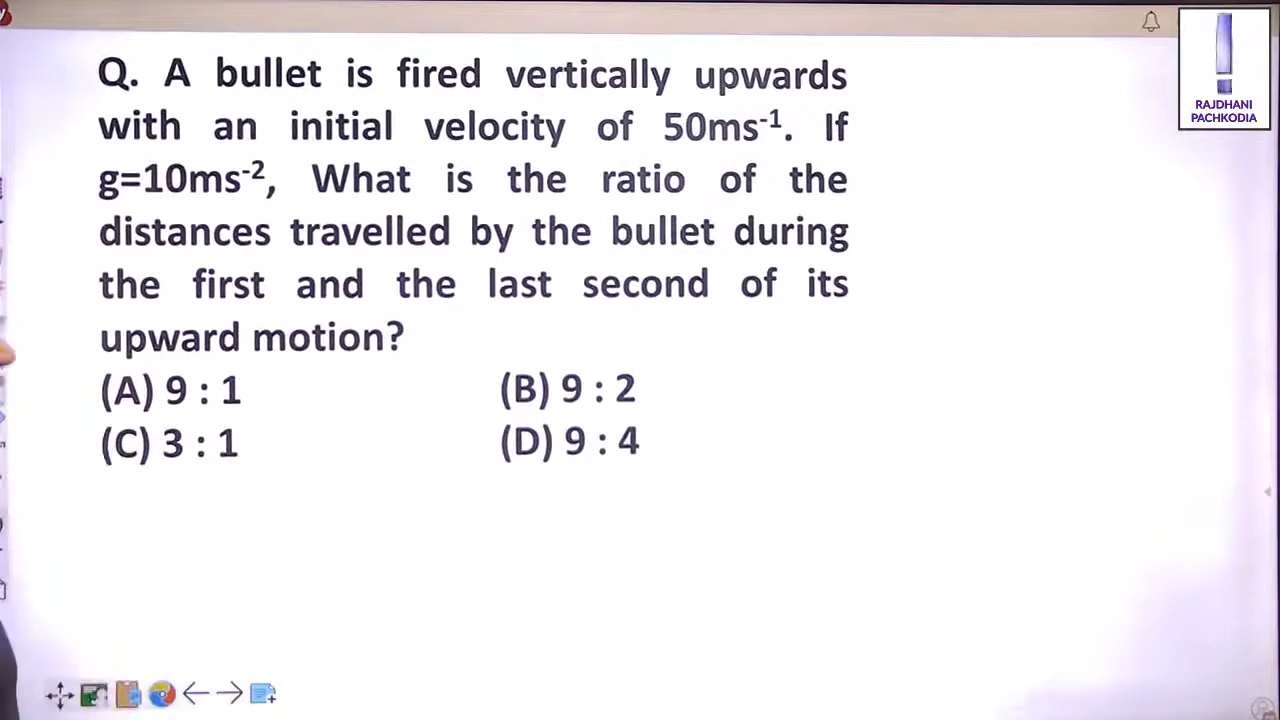 Q. A bullet is fired vertically upwards
with an initial velocity of 50ms⁻¹. If
g=10ms⁻², What is the ratio of the
distances travelled by the bullet during
the first and the last second of its
upward motion?
(A) 9 : 1 (B) 9 : 2
(C) 3 : 1 (D) 9 : 4
RAJDHANI
PACHKODIA